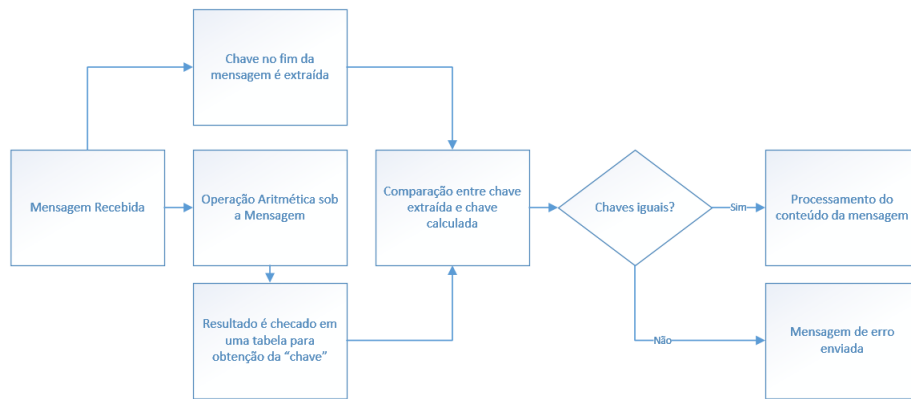 Chave no fim da
mensagem é extraída
Mensagem Recebida
Operação Aritmética sob
a Mensagem
Comparação entre chave
extraída e chave
calculada
Chaves iguais?
Sim
Processamento do
conteúdo da mensagem
Resultado é checado em
uma tabela para
obtenção da “chave”
Não
Mensagem de erro
enviada